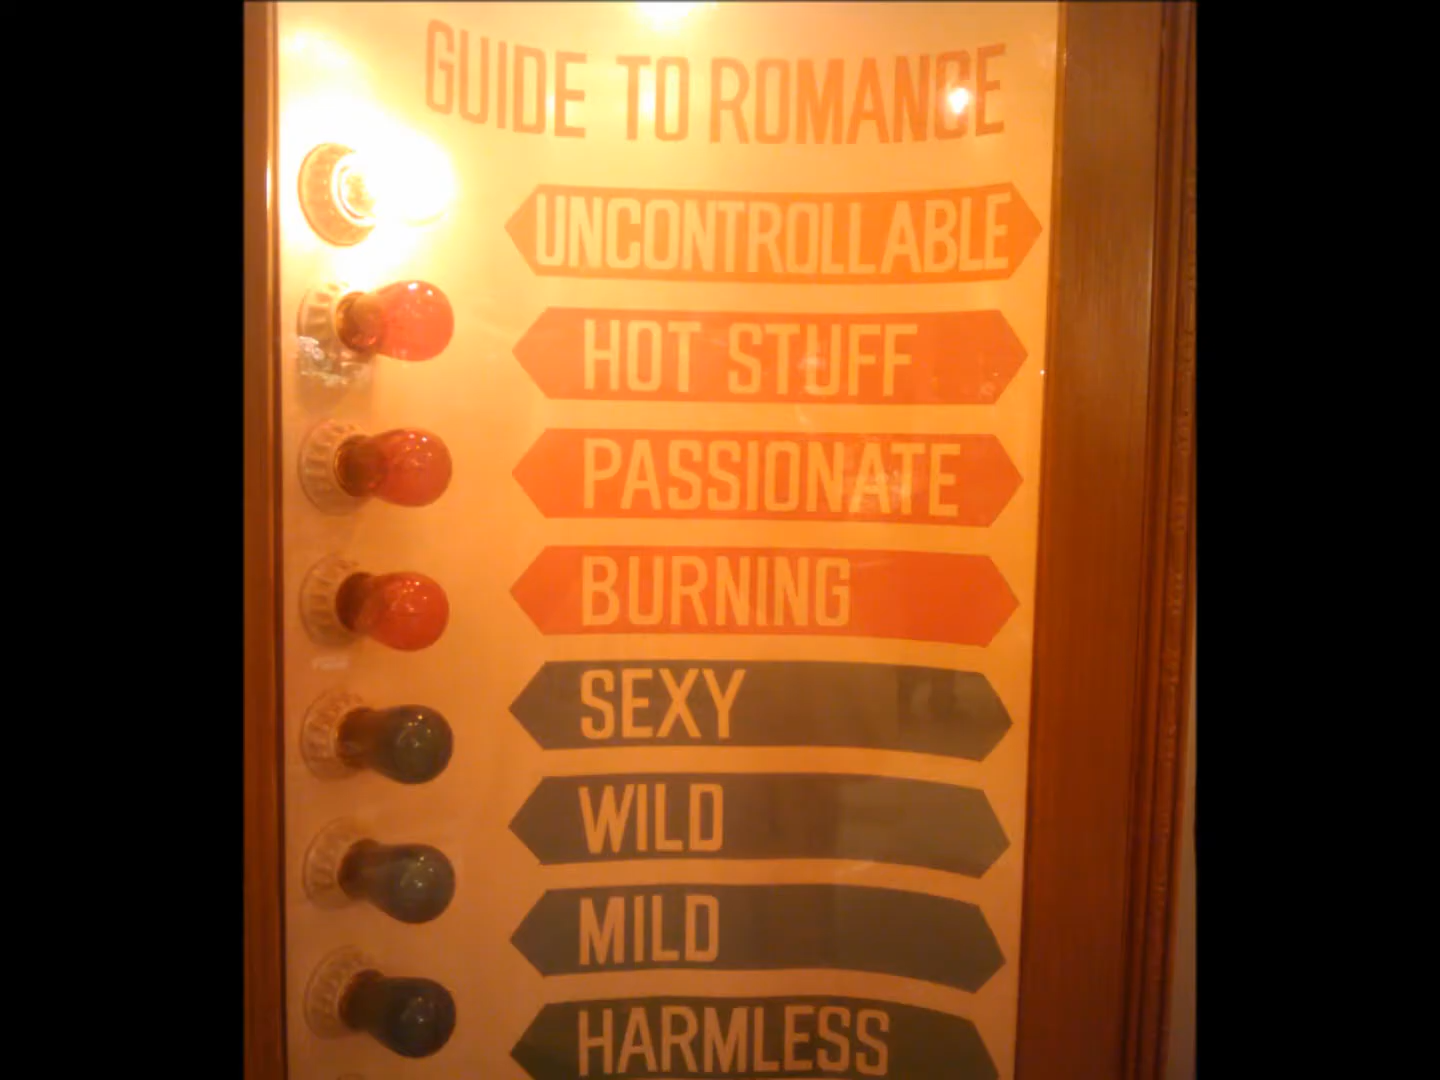 GUIDE TO ROMANCE
UNCONTROLLABLE
HOT STUFF
PASSIONATE
BURNING
SEXY
WILD
MILD
HARMLESS